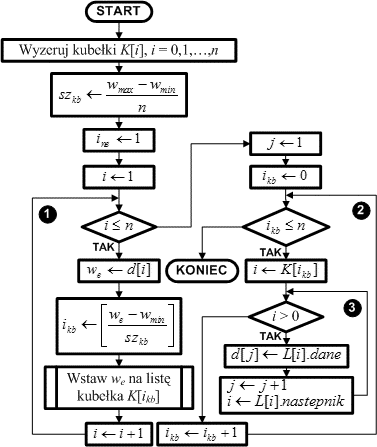 START
Wyzeruj kubełki K[i], i = 0,1,...,n
sz_kb ← (w_max − w_min) / n
i_ne ← 1
i ← 1
1
i ≤ n
TAK
w_e ← d[i]
i_kb ← [(w_e − w_min) / sz_kb]
Wstaw w_e na listę
kubełka K[i_kb]
i ← i+1
j ← 1
i_kb ← 0
2
i_kb ≤ n
TAK
KONIEC
i ← K[i_kb]
3
i > 0
TAK
d[j] ← L[i].dane
j ← j+1
i ← L[i].nastepnik
i_kb ← i_kb+1